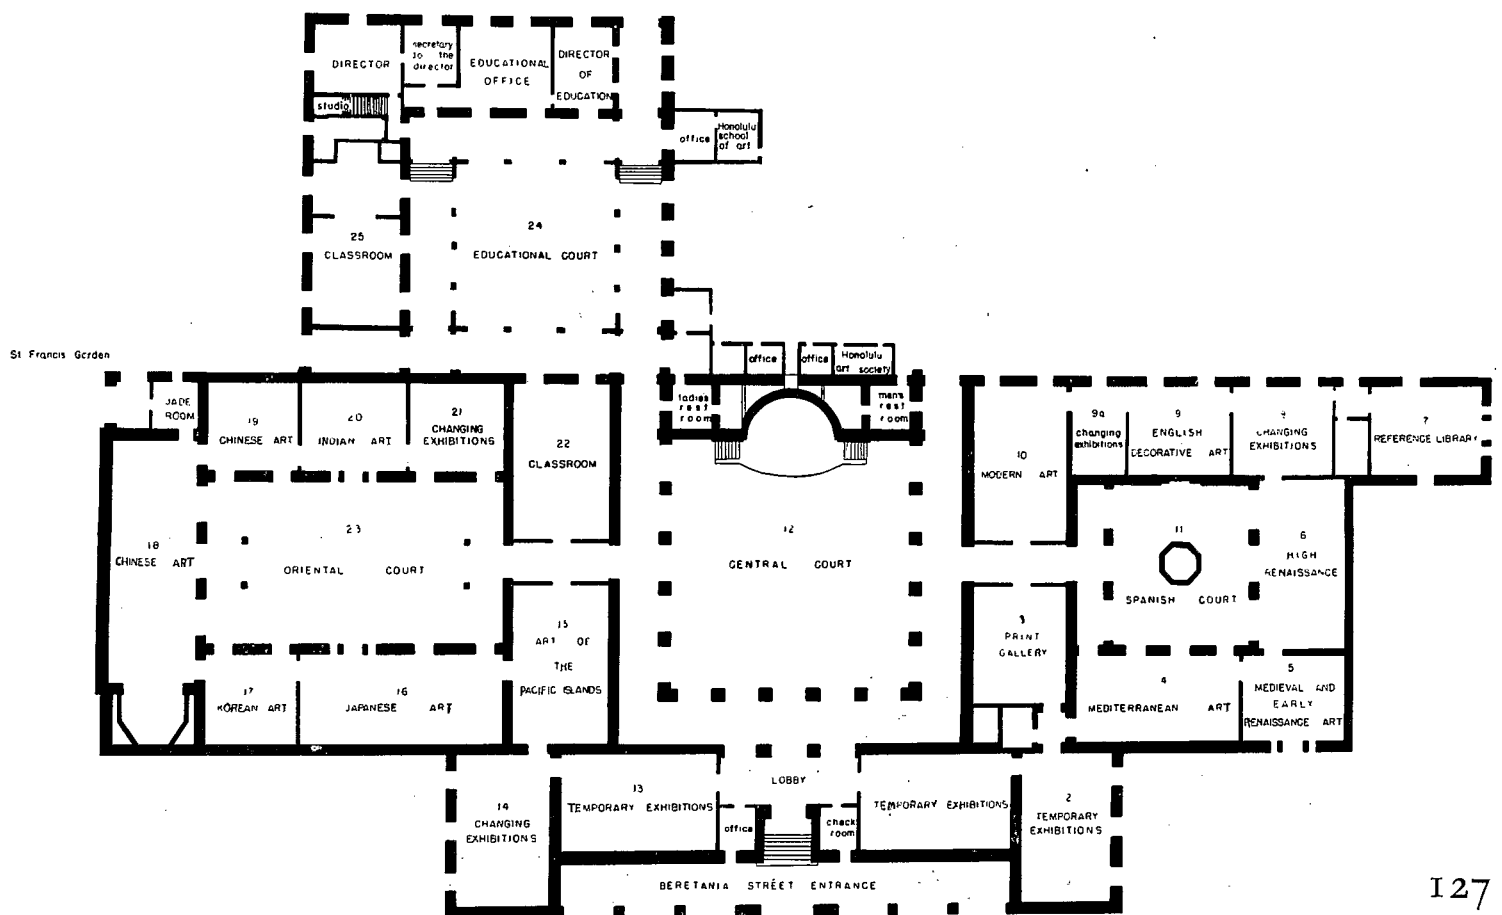 DIRECTOR
secretary
to the
director
EDUCATIONAL
OFFICE
DIRECTOR
OF
EDUCATION
studio
office
Honolulu
school
of art
25
CLASSROOM
24
EDUCATIONAL COURT
St Francis Garden
office
office
Honolulu
art society
JADE
ROOM
19
CHINESE ART
20
INDIAN ART
21
CHANGING
EXHIBITIONS
22
CLASSROOM
ladies
rest
room
mens
rest
room
10
MODERN ART
9a
changing
exhibitions
9
ENGLISH
DECORATIVE ART
8
CHANGING
EXHIBITIONS
7
REFERENCE LIBRARY
18
CHINESE ART
23
ORIENTAL COURT
12
CENTRAL COURT
11
SPANISH COURT
6
HIGH
RENAISSANCE
15
ART OF
THE
PACIFIC ISLANDS
3
PRINT
GALLERY
17
KOREAN ART
16
JAPANESE ART
4
MEDITERRANEAN ART
5
MEDIEVAL AND
EARLY
RENAISSANCE ART
14
CHANGING
EXHIBITIONS
13
TEMPORARY EXHIBITIONS
LOBBY
office
check
room
TEMPORARY EXHIBITIONS
2
TEMPORARY
EXHIBITIONS
BERETANIA STREET ENTRANCE
127